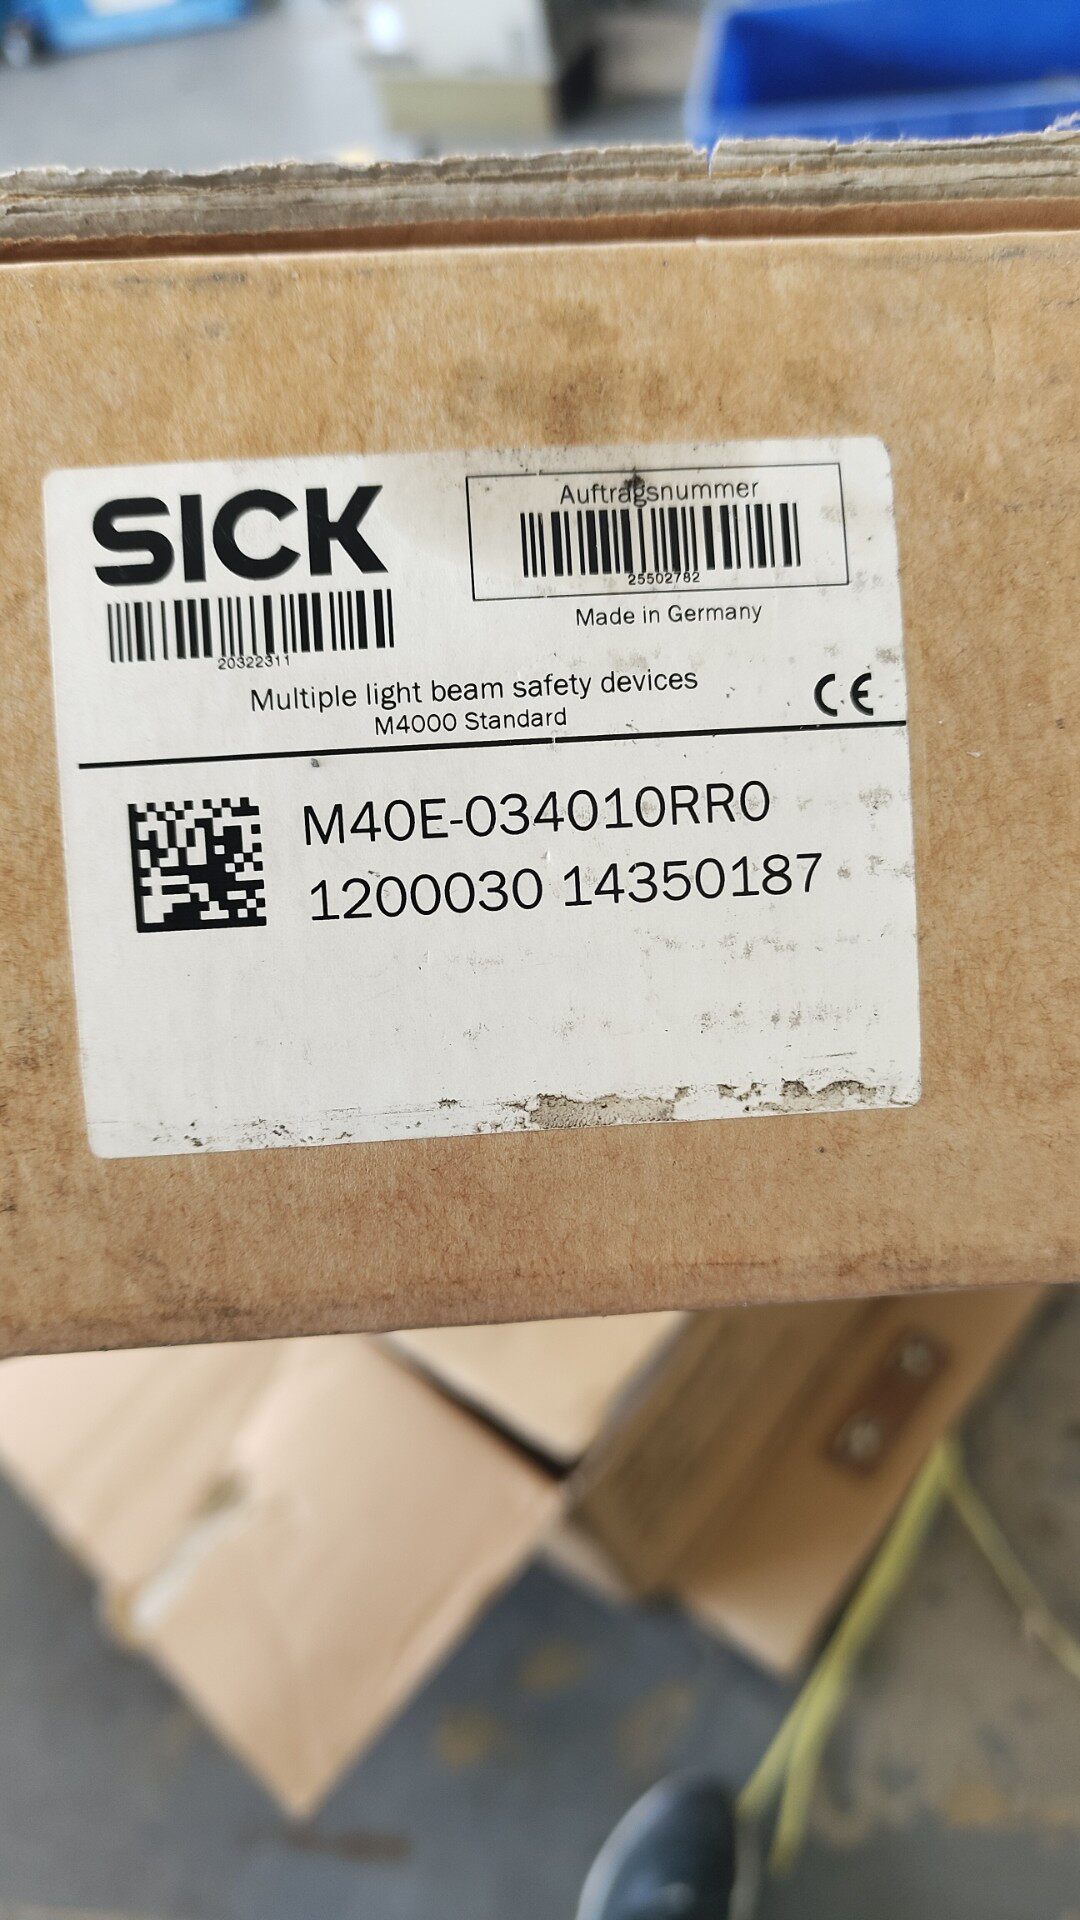 SICK
Auftragsnummer
25502782
20322311
Made in Germany
Multiple light beam safety devices
M4000 Standard
CE
M40E-034010RR0
1200030 14350187